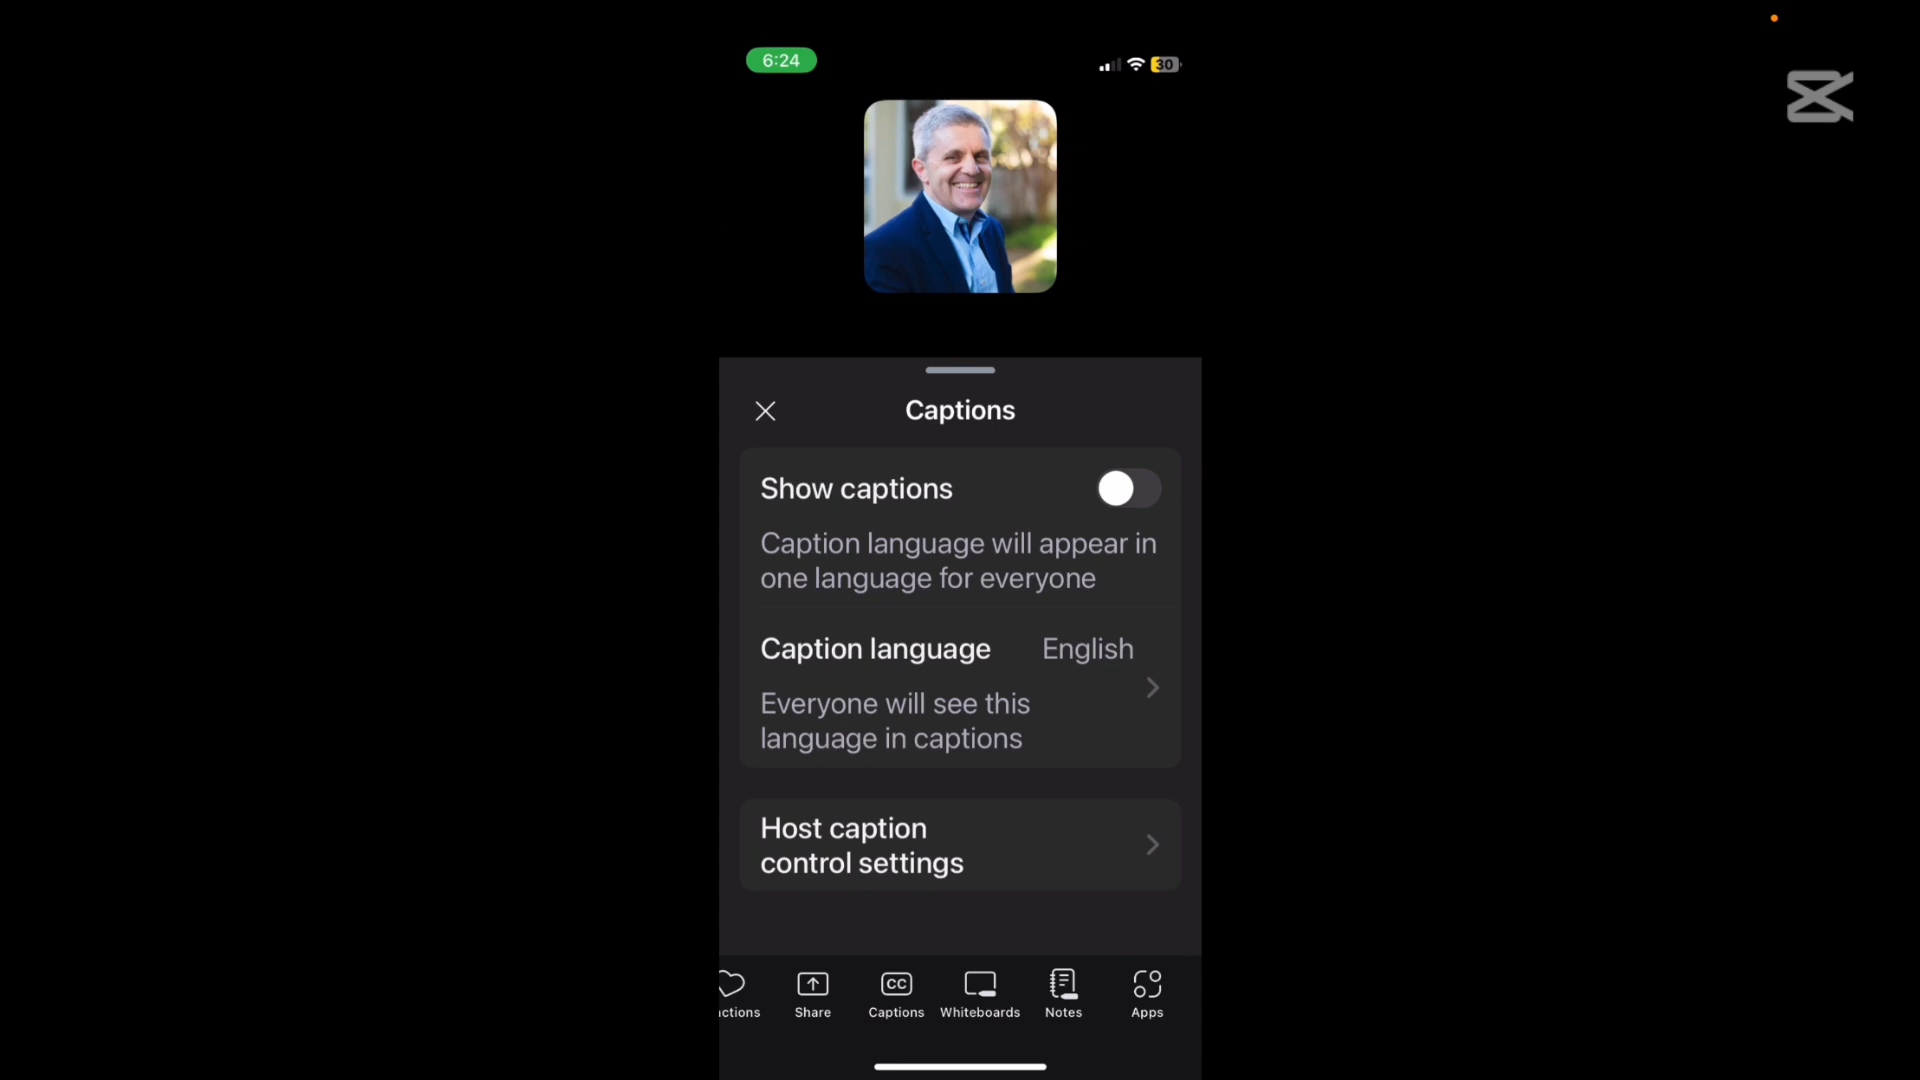 6:24
30
Captions
Show captions
Caption language will appear in
one language for everyone
Caption language English
Everyone will see this
language in captions
Host caption
control settings
CC
ctions Share Captions Whiteboards Notes Apps